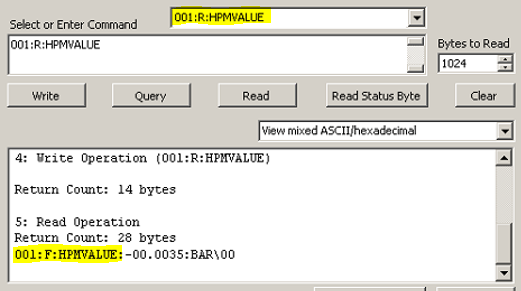 Select or Enter Command
001:R:HPMVALUE
001:R:HPMVALUE
Bytes to Read
1024
Write
Query
Read
Read Status Byte
Clear
View mixed ASCII/hexadecimal
4: Write Operation (001:R:HPMVALUE)
Return Count: 14 bytes
5: Read Operation
Return Count: 28 bytes
001:F:HPMVALUE:-00.0035:BAR\00